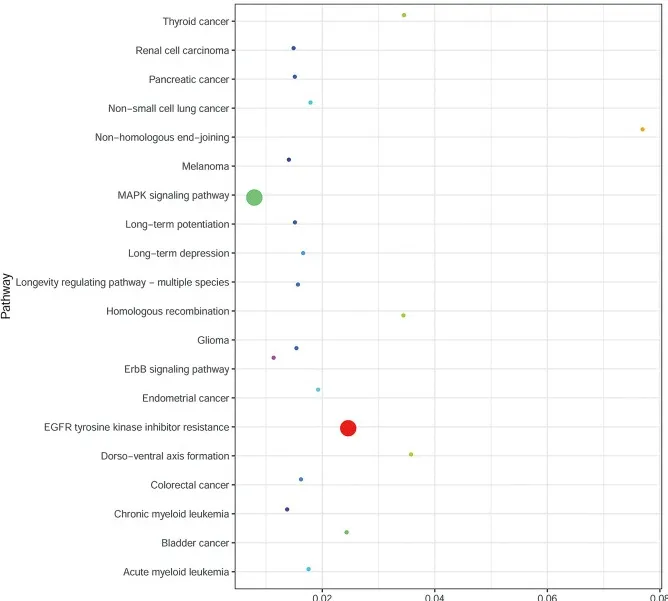 Thyroid cancer
Renal cell carcinoma
Pancreatic cancer
Non−small cell lung cancer
Non−homologous end−joining
Melanoma
MAPK signaling pathway
Long−term potentiation
Long−term depression
Longevity regulating pathway − multiple species
Homologous recombination
Glioma
ErbB signaling pathway
Endometrial cancer
EGFR tyrosine kinase inhibitor resistance
Dorso−ventral axis formation
Colorectal cancer
Chronic myeloid leukemia
Bladder cancer
Acute myeloid leukemia
Pathway
0.02 0.04 0.06 0.08